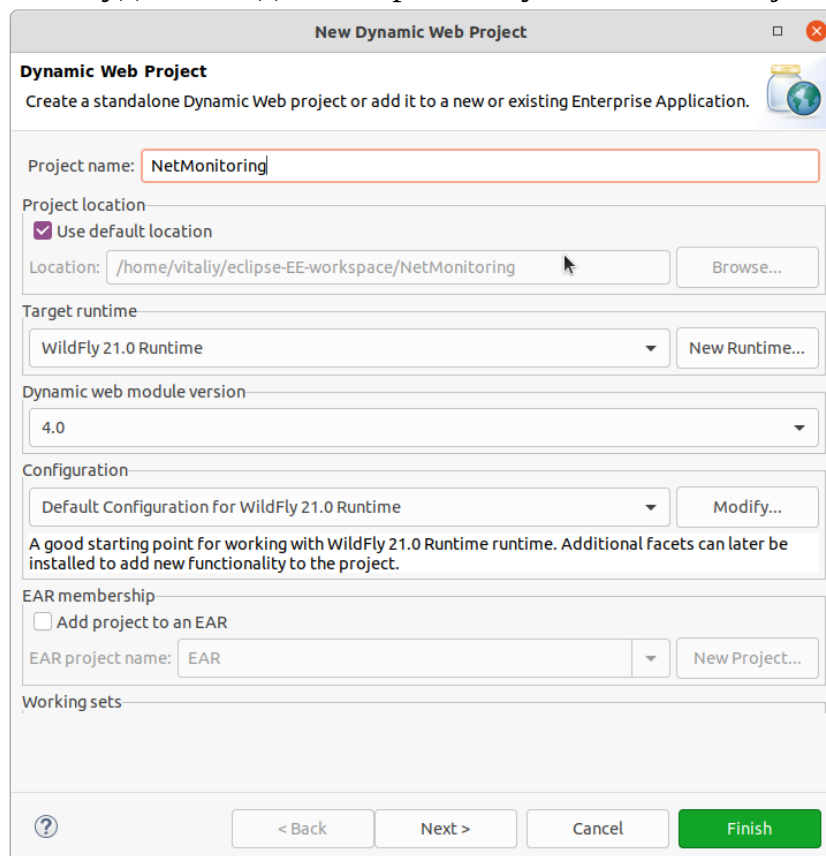 New Dynamic Web Project
Dynamic Web Project
Create a standalone Dynamic Web project or add it to a new or existing Enterprise Application.
Project name: NetMonitoring
Project location
Use default location
Location: /home/vitaliy/eclipse-EE-workspace/NetMonitoring Browse...
Target runtime
WildFly 21.0 Runtime New Runtime...
Dynamic web module version
4.0
Configuration
Default Configuration for WildFly 21.0 Runtime Modify...
A good starting point for working with WildFly 21.0 Runtime runtime. Additional facets can later be
installed to add new functionality to the project.
EAR membership
Add project to an EAR
EAR project name: EAR New Project...
Working sets
? < Back Next > Cancel Finish